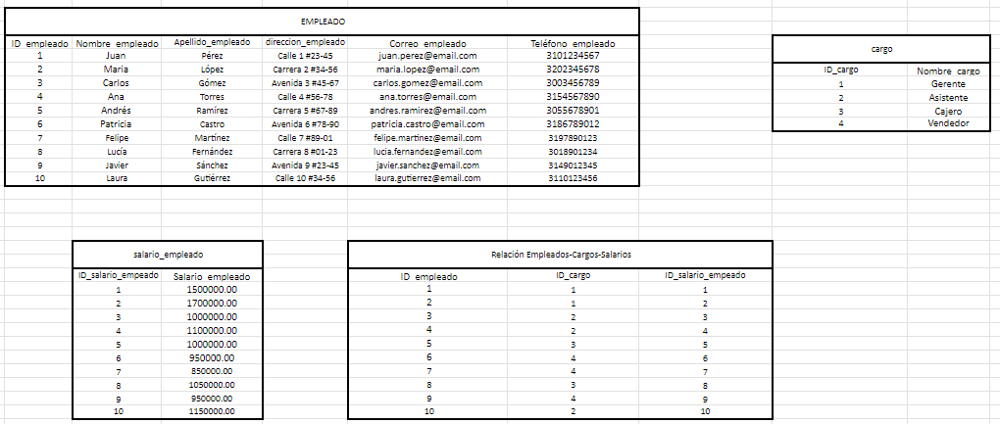 EMPLEADO
ID empleado Nombre empleado Apellido_empleado direccion_empleado Correo empleado Teléfono empleado
1 Juan Pérez Calle 1 #23-45 juan.perez@email.com 3101234567
2 María López Carrera 2 #34-56 maria.lopez@email.com 3202345678
3 Carlos Gómez Avenida 3 #45-67 carlos.gomez@email.com 3003456789
4 Ana Torres Calle 4 #56-78 ana.torres@email.com 3154567890
5 Andrés Ramírez Carrera 5 #67-89 andres.ramirez@email.com 3055678901
6 Patricia Castro Avenida 6 #78-90 patricia.castro@email.com 3186789012
7 Felipe Martínez Calle 7 #89-01 felipe.martinez@email.com 3197890123
8 Lucía Fernández Carrera 8 #01-23 lucia.fernandez@email.com 3018901234
9 Javier Sánchez Avenida 9 #23-45 javier.sanchez@email.com 3149012345
10 Laura Gutiérrez Calle 10 #34-56 laura.gutierrez@email.com 3110123456
cargo
ID_cargo Nombre cargo
1 Gerente
2 Asistente
3 Cajero
4 Vendedor
salario_empleado
ID_salario_empeado Salario empleado
1 1500000.00
2 1700000.00
3 1000000.00
4 1100000.00
5 1000000.00
6 950000.00
7 850000.00
8 1050000.00
9 950000.00
10 1150000.00
Relación Empleados-Cargos-Salarios
ID empleado ID_cargo ID_salario_empeado
1 1 1
2 1 2
3 2 3
4 2 4
5 3 5
6 4 6
7 4 7
8 3 8
9 4 9
10 2 10